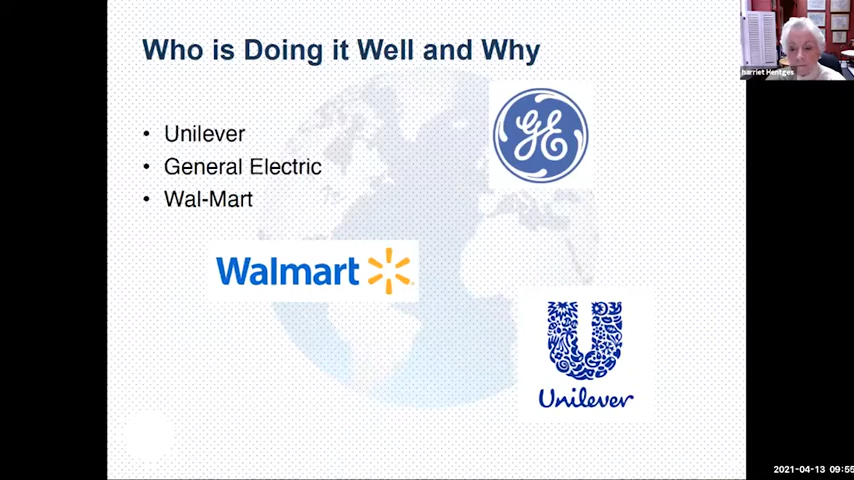 Who is Doing it Well and Why
harriet Hentges
• Unilever
• General Electric
• Wal-Mart
GE
Walmart
Unilever
2021-04-13 09:55